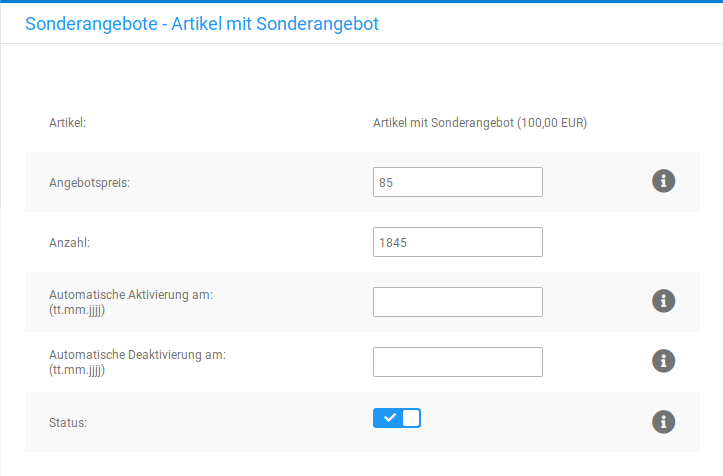 Sonderangebote - Artikel mit Sonderangebot
Artikel: Artikel mit Sonderangebot (100,00 EUR)
Angebotspreis: 85
Anzahl: 1845
Automatische Aktivierung am:
(tt.mm.jjjj)
Automatische Deaktivierung am:
(tt.mm.jjjj)
Status: